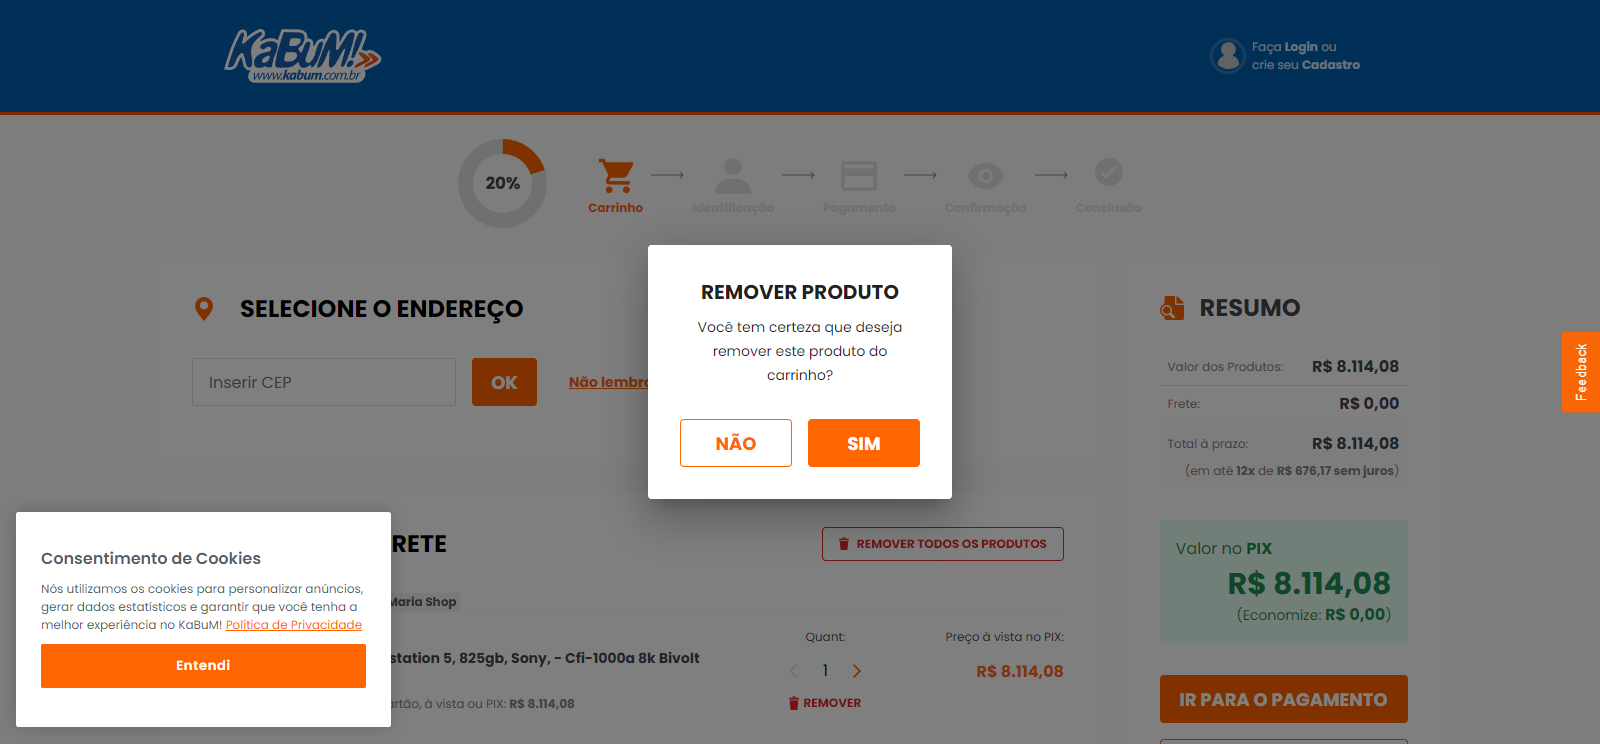 KaBuM!
www.kabum.com.br
Faça Login ou
crie seu Cadastro
20%
Carrinho
Identificação
Pagamento
Confirmação
Conclusão
SELECIONE O ENDEREÇO
Inserir CEP
OK
Não lembro
REMOVER PRODUTO
Você tem certeza que deseja
remover este produto do
carrinho?
NÃO
SIM
RESUMO
Valor dos Produtos: R$ 8.114,08
Frete: R$ 0,00
Total à prazo: R$ 8.114,08
(em até 12x de R$ 676,17 sem juros)
Valor no PIX
R$ 8.114,08
(Economize: R$ 0,00)
IR PARA O PAGAMENTO
Feedback
RETE
REMOVER TODOS OS PRODUTOS
Maria Shop
station 5, 825gb, Sony, - Cfi-1000a 8k Bivolt
Quant:
1
REMOVER
Preço à vista no PIX:
R$ 8.114,08
artão, à vista ou PIX: R$ 8.114,08
Consentimento de Cookies
Nós utilizamos os cookies para personalizar anúncios,
gerar dados estatísticos e garantir que você tenha a
melhor experiência no KaBuM! Política de Privacidade
Entendi